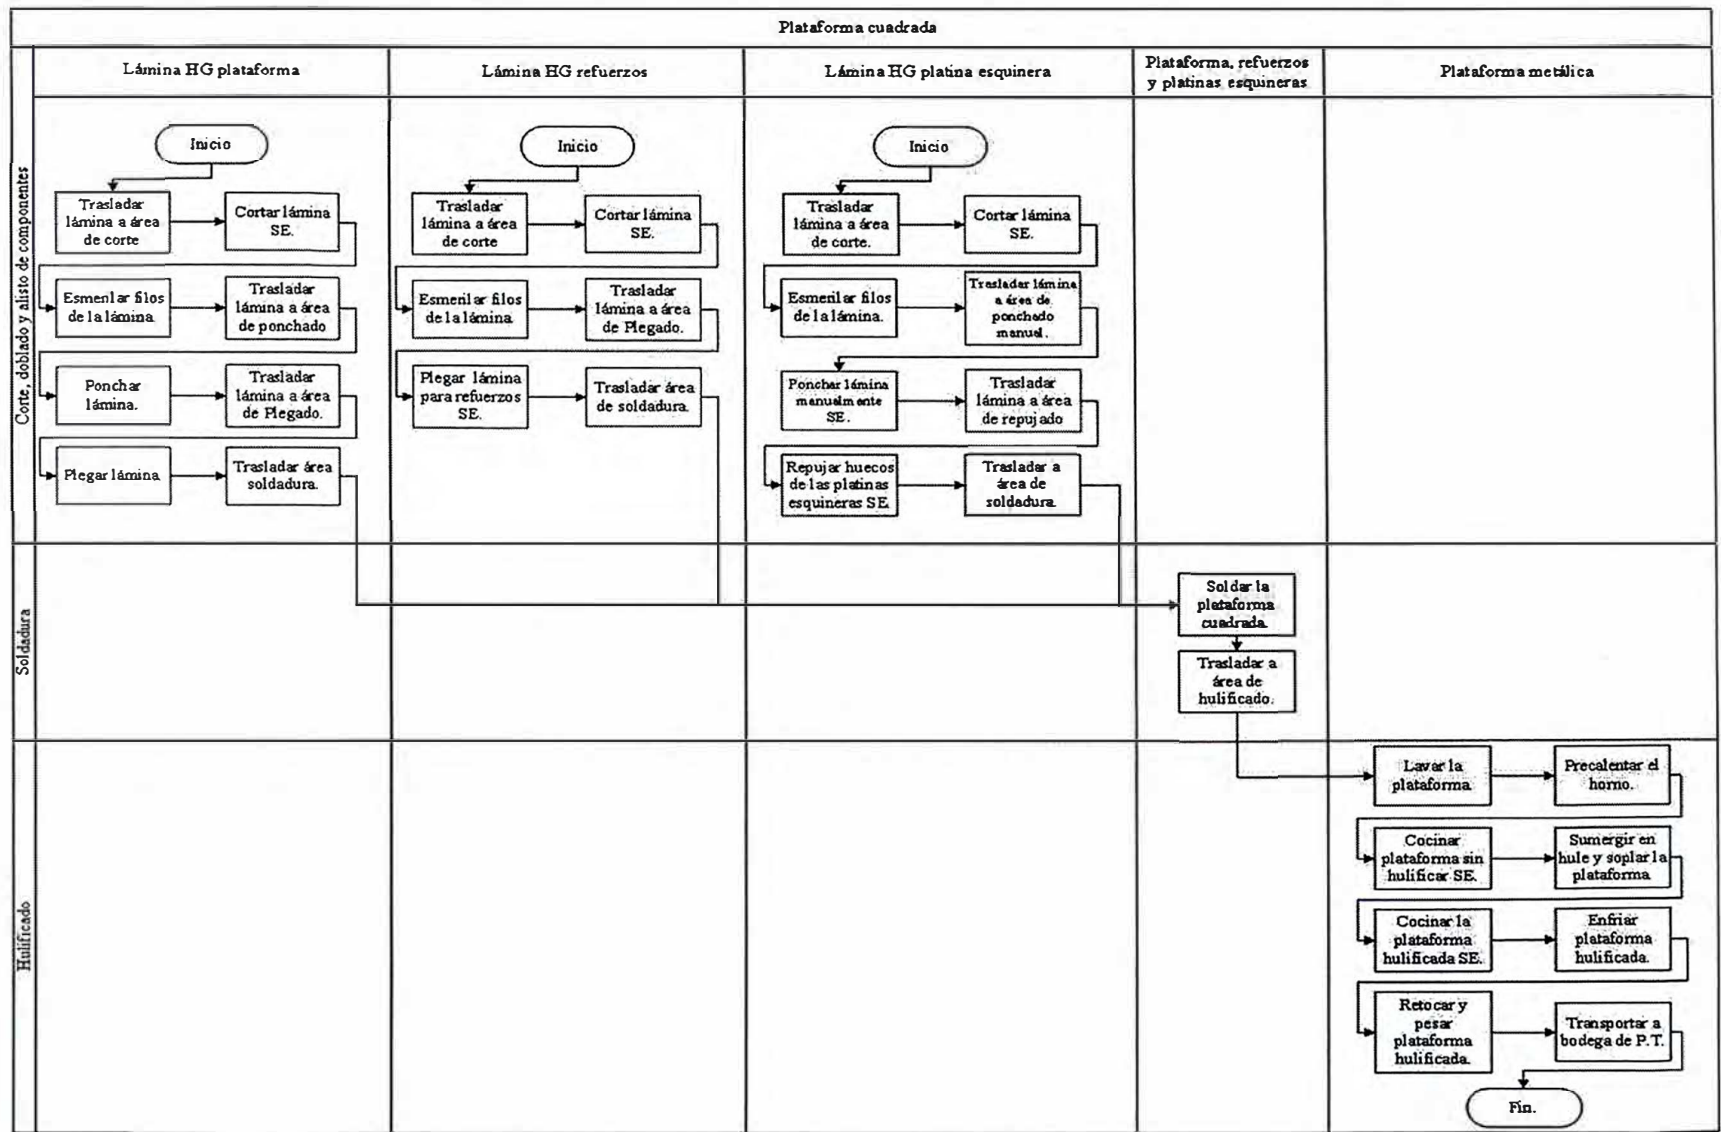 Plataforma cuadrada
Lámina HG plataforma
Lámina HG refuerzos
Lámina HG platina esquinera
Plataforma, refuerzos
y platinas esquineras
Plataforma metálica
Corte, doblado y alisto de componentes
Inicio
Trasladar
lámina a área
de corte
Cortar lámina
SE.
Esmerilar filos
de la lámina.
Trasladar
lámina a área
de ponchado
Ponchar
lámina.
Trasladar
lámina a área
de Plegado.
Plegar lámina
Trasladar área
soldadura.
Inicio
Trasladar
lámina a área
de corte
Cortar lámina
SE.
Esmerilar filos
de la lámina.
Trasladar
lámina a área
de Plegado.
Plegar lámina
para refuerzos
SE.
Trasladar área
de soldadura.
Inicio
Trasladar
lámina a área
de corte.
Cortar lámina
SE.
Esmerilar filos
de la lámina.
Trasladar lámina
a área de
ponchado
manual.
Ponchar lámina
manualmente
SE.
Trasladar
lámina a área
de repujado
Repujar huecos
de las platinas
esquineras SE.
Trasladar a
área de
soldadura
Soldadura
Soldar la
plataforma
cuadrada.
Trasladar a
área de
hulificado.
Hulificado
Lavar la
plataforma
Precalentar el
horno.
Cocinar
plataforma sin
hulificar SE.
Sumergir en
hule y soplar la
plataforma
Cocinar la
plataforma
hulificada SE.
Enfriar
plataforma
hulificada.
Retocar y
pesar
plataforma
hulificada.
Transportar a
bodega de P.T.
Fin.